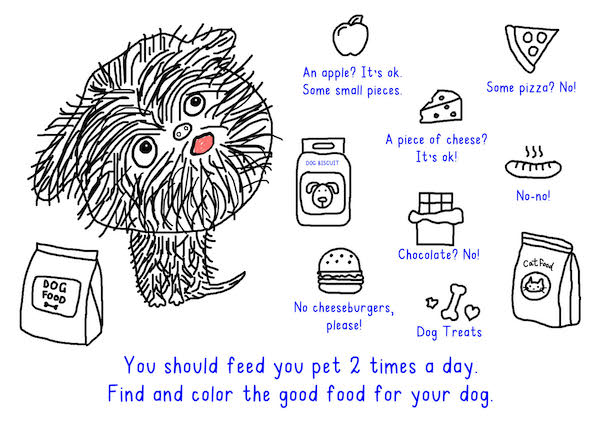 An apple? It's ok.
Some small pieces.
Some pizza? No!
A piece of cheese?
It's ok!
DOG BISCUIT
No-no!
Chocolate? No!
Cat Food
DOG
FOOD
No cheeseburgers,
please!
Dog Treats
You should feed you pet 2 times a day.
Find and color the good food for your dog.